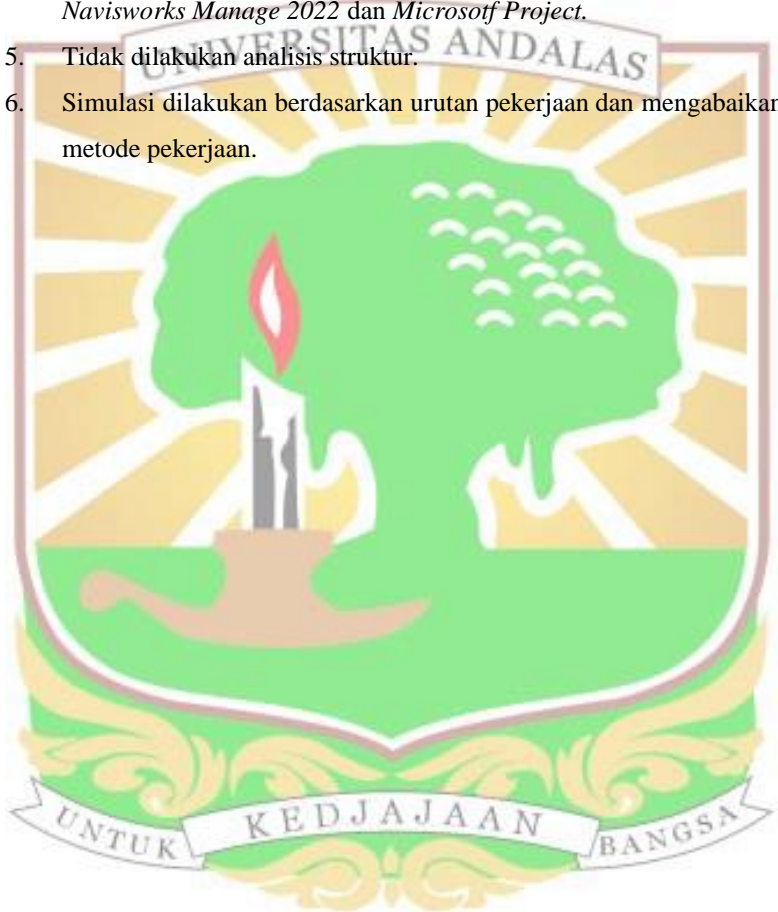 Navisworks Manage 2022 dan Microsotf Project.
5. Tidak dilakukan analisis struktur.
UNIVERSITAS ANDALAS
6. Simulasi dilakukan berdasarkan urutan pekerjaan dan mengabaikan
metode pekerjaan.
UNTUK KEDJAJAAN BANGSA